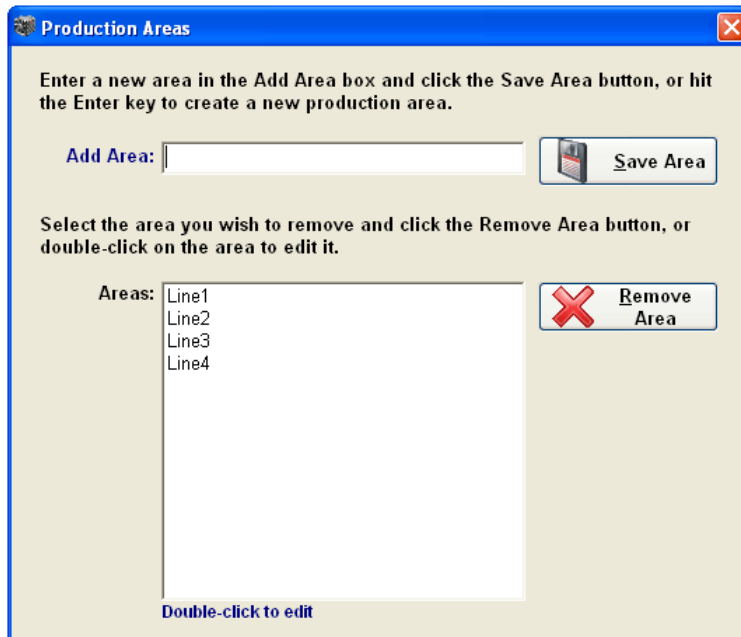 Production Areas
Enter a new area in the Add Area box and click the Save Area button, or hit
the Enter key to create a new production area.
Add Area:
Save Area
Select the area you wish to remove and click the Remove Area button, or
double-click on the area to edit it.
Areas:
Line1
Line2
Line3
Line4
Remove
Area
Double-click to edit